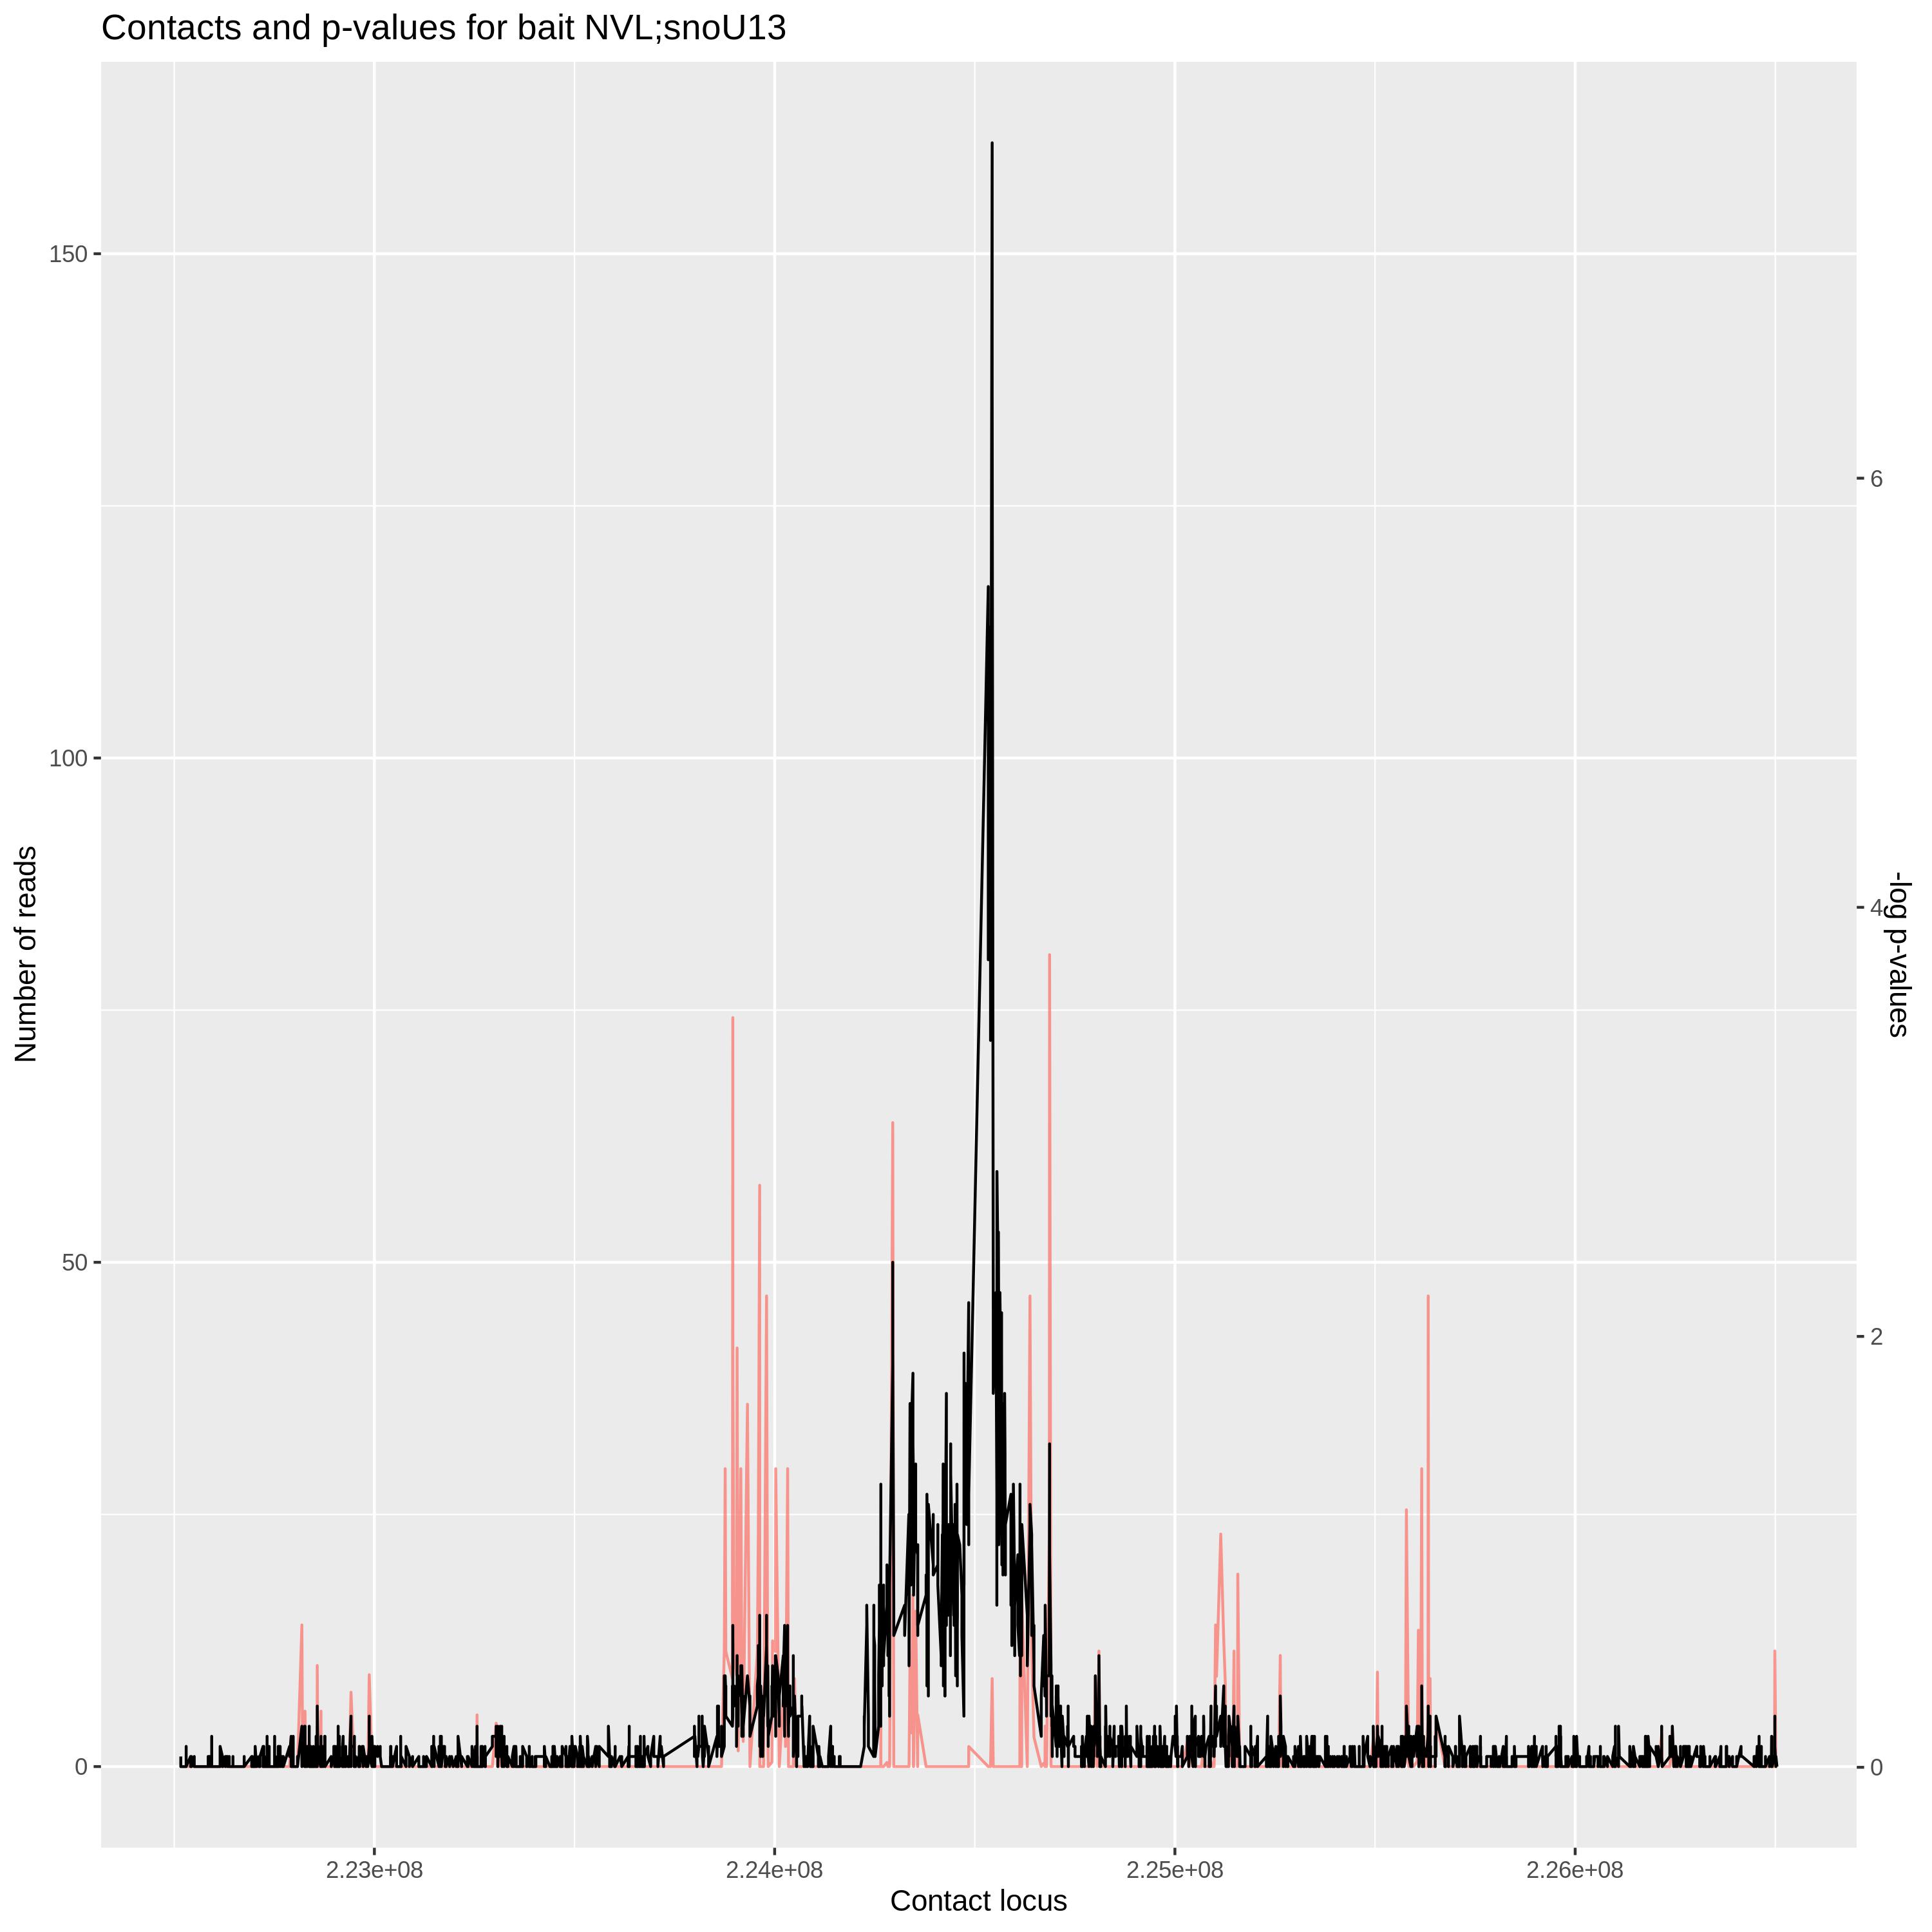 Contacts and p-values for bait NVL;snoU13
150
100
50
0
Number of reads
6
4
2
0
-log p-values
2.23e+08
2.24e+08
2.25e+08
2.26e+08
Contact locus